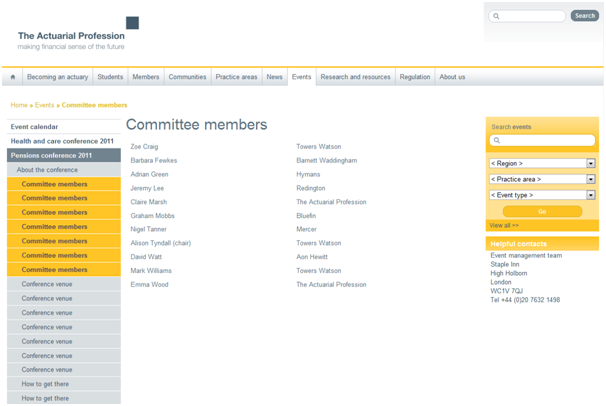 The Actuarial Profession
making financial sense of the future
Search
Becoming an actuary
Students
Members
Communities
Practice areas
News
Events
Research and resources
Regulation
About us
Home » Events » Committee members
Event calendar
Health and care conference 2011
Pensions conference 2011
About the conference
Committee members
Committee members
Committee members
Committee members
Committee members
Committee members
Committee members
Conference venue
Conference venue
Conference venue
Conference venue
Conference venue
Conference venue
Conference venue
How to get there
How to get there
Committee members
Zoe Craig Towers Watson
Barbara Fewkes Barnett Waddingham
Adrian Green Hymans
Jeremy Lee Redington
Claire Marsh The Actuarial Profession
Graham Mobbs Bluefin
Nigel Tanner Mercer
Alison Tyndall (chair) Towers Watson
David Watt Aon Hewitt
Mark Williams Towers Watson
Emma Wood The Actuarial Profession
Search events
< Region >
< Practice area >
< Event type >
Go
View all >>
Helpful contacts
Event management team
Staple Inn
High Holborn
London
WC1V 7QJ
Tel +44 (0)20 7632 1498